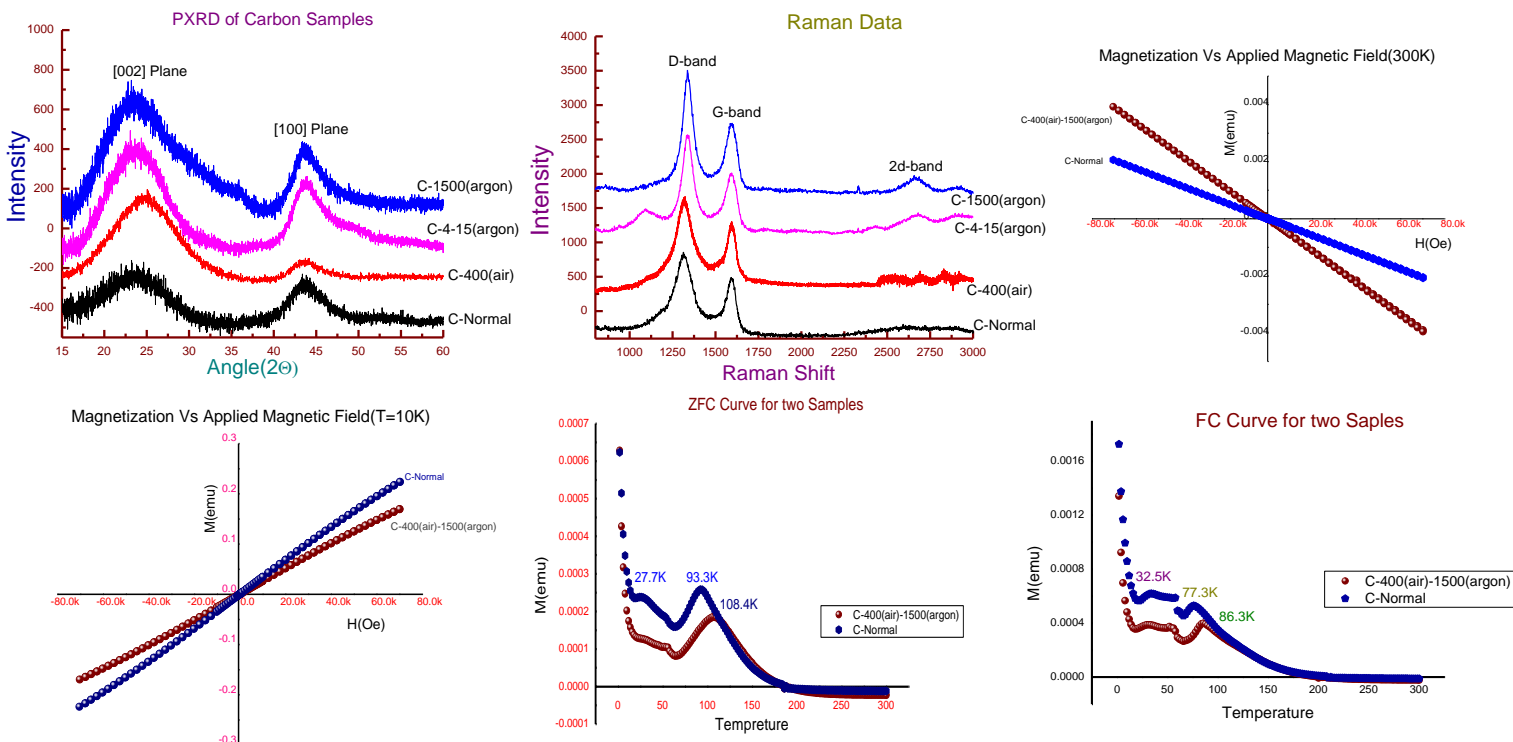 PXRD of Carbon Samples
1000
800
600
400
200
0
-200
-400
Intensity
[002] Plane
[100] Plane
C-1500(argon)
C-4-15(argon)
C-400(air)
C-Normal
15 20 25 30 35 40 45 50 55 60
Angle(2Θ)
Raman Data
4000
3500
3000
2500
2000
1500
1000
500
0
Intensity
D-band
G-band
2d-band
C-1500(argon)
C-4-15(argon)
C-400(air)
C-Normal
1000 1250 1500 1750 2000 2250 2500 2750 3000
Raman Shift
Magnetization Vs Applied Magnetic Field(300K)
0.004
C-400(air)-1500(argon)
M(emu)
0.002
C-Normal
-80.0k -60.0k -40.0k -20.0k 20.0k 40.0k 60.0k 80.0k
H(Oe)
-0.002
-0.004
Magnetization Vs Applied Magnetic Field(T=10K)
0.3
0.2
C-Normal
M(emu)
C-400(air)-1500(argon)
0.1
0.0
-80.0k -60.0k -40.0k -20.0k 20.0k 40.0k 60.0k 80.0k
H(Oe)
-0.1
-0.2
-0.3
ZFC Curve for two Samples
0.0007
0.0006
0.0005
0.0004
0.0003
0.0002
0.0001
0.0000
-0.0001
M(emu)
27.7K
93.3K
108.4K
C-400(air)-1500(argon)
C-Normal
0 50 100 150 200 250 300
Tempreture
FC Curve for two Saples
0.0016
0.0012
0.0008
0.0004
0.0000
M(emu)
32.5K
77.3K
86.3K
C-400(air)-1500(argon)
C-Normal
0 50 100 150 200 250 300
Temperature